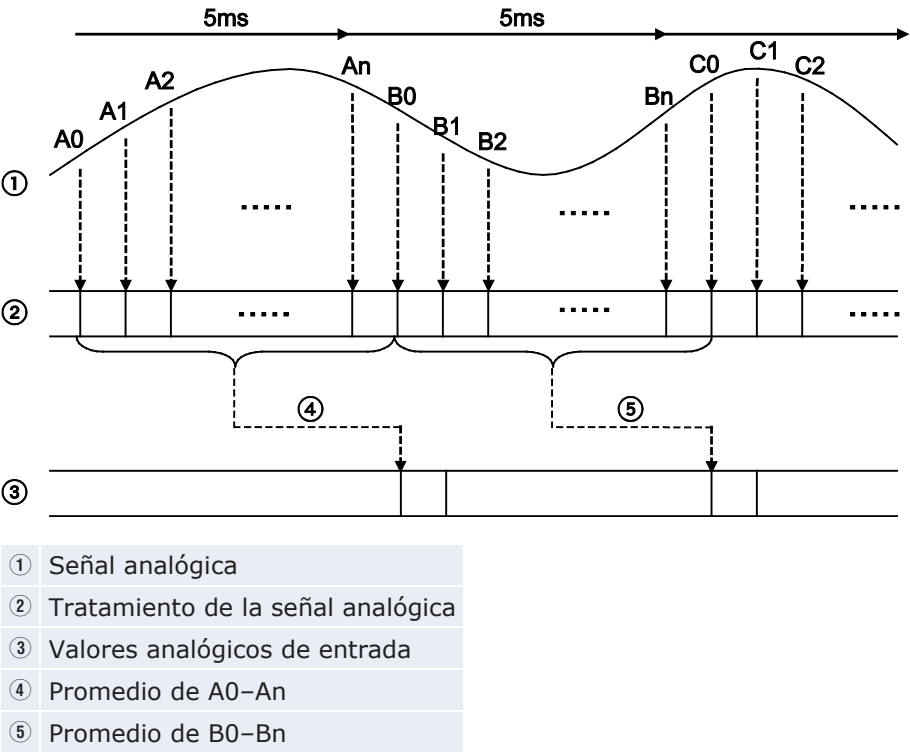 5ms 5ms
A0 A1 A2 An B0 B1 B2 Bn C0 C1 C2
①
..... ..... .....
②
..... ..... .....
④ ⑤
③
① Señal analógica
② Tratamiento de la señal analógica
③ Valores analógicos de entrada
④ Promedio de A0–An
⑤ Promedio de B0–Bn